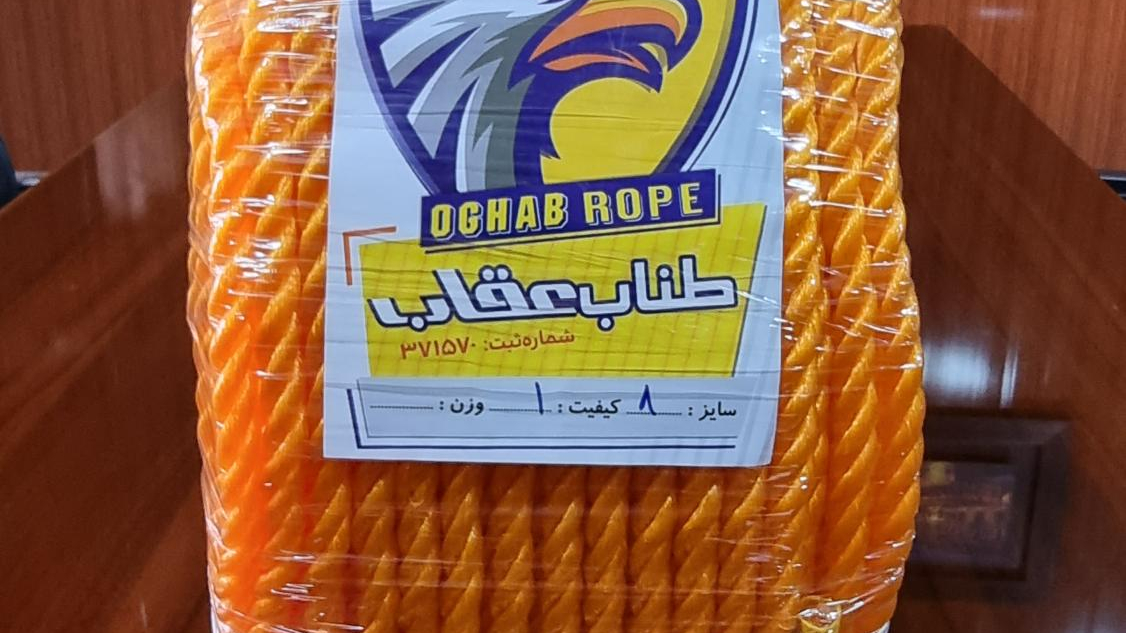 OGHAB ROPE
طناب عقاب
شماره ثبت: ۳۷۱۵۷۰
سایز : ۸ کیفیت : ۱ وزن :